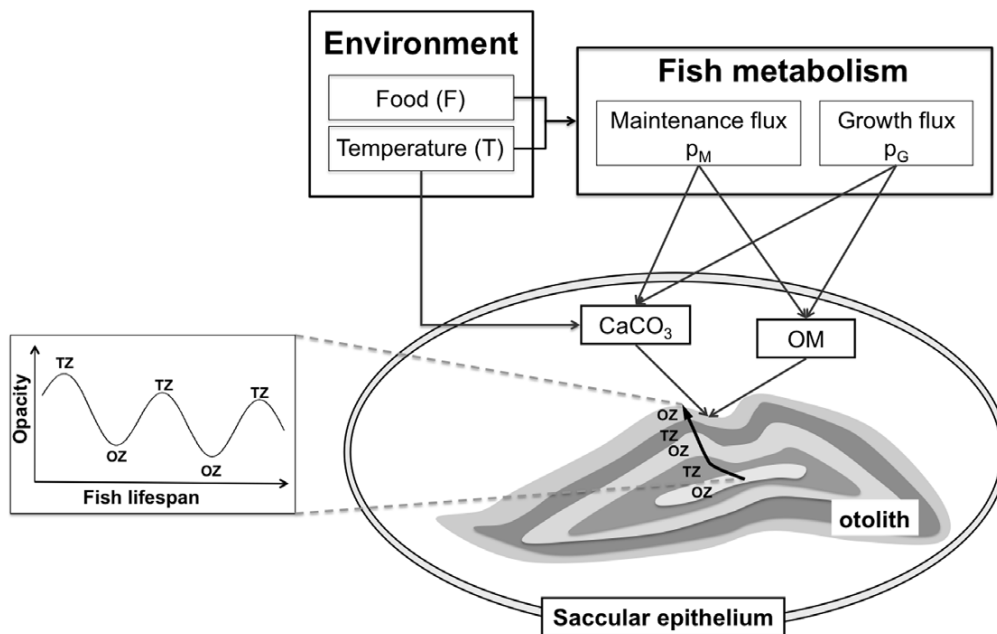 Environment
Food (F)
Temperature (T)
Fish metabolism
Maintenance flux
p_M
Growth flux
p_G
CaCO₃
OM
Opacity
TZ
TZ
TZ
OZ
OZ
Fish lifespan
OZ
TZ
OZ
TZ
OZ
otolith
Saccular epithelium